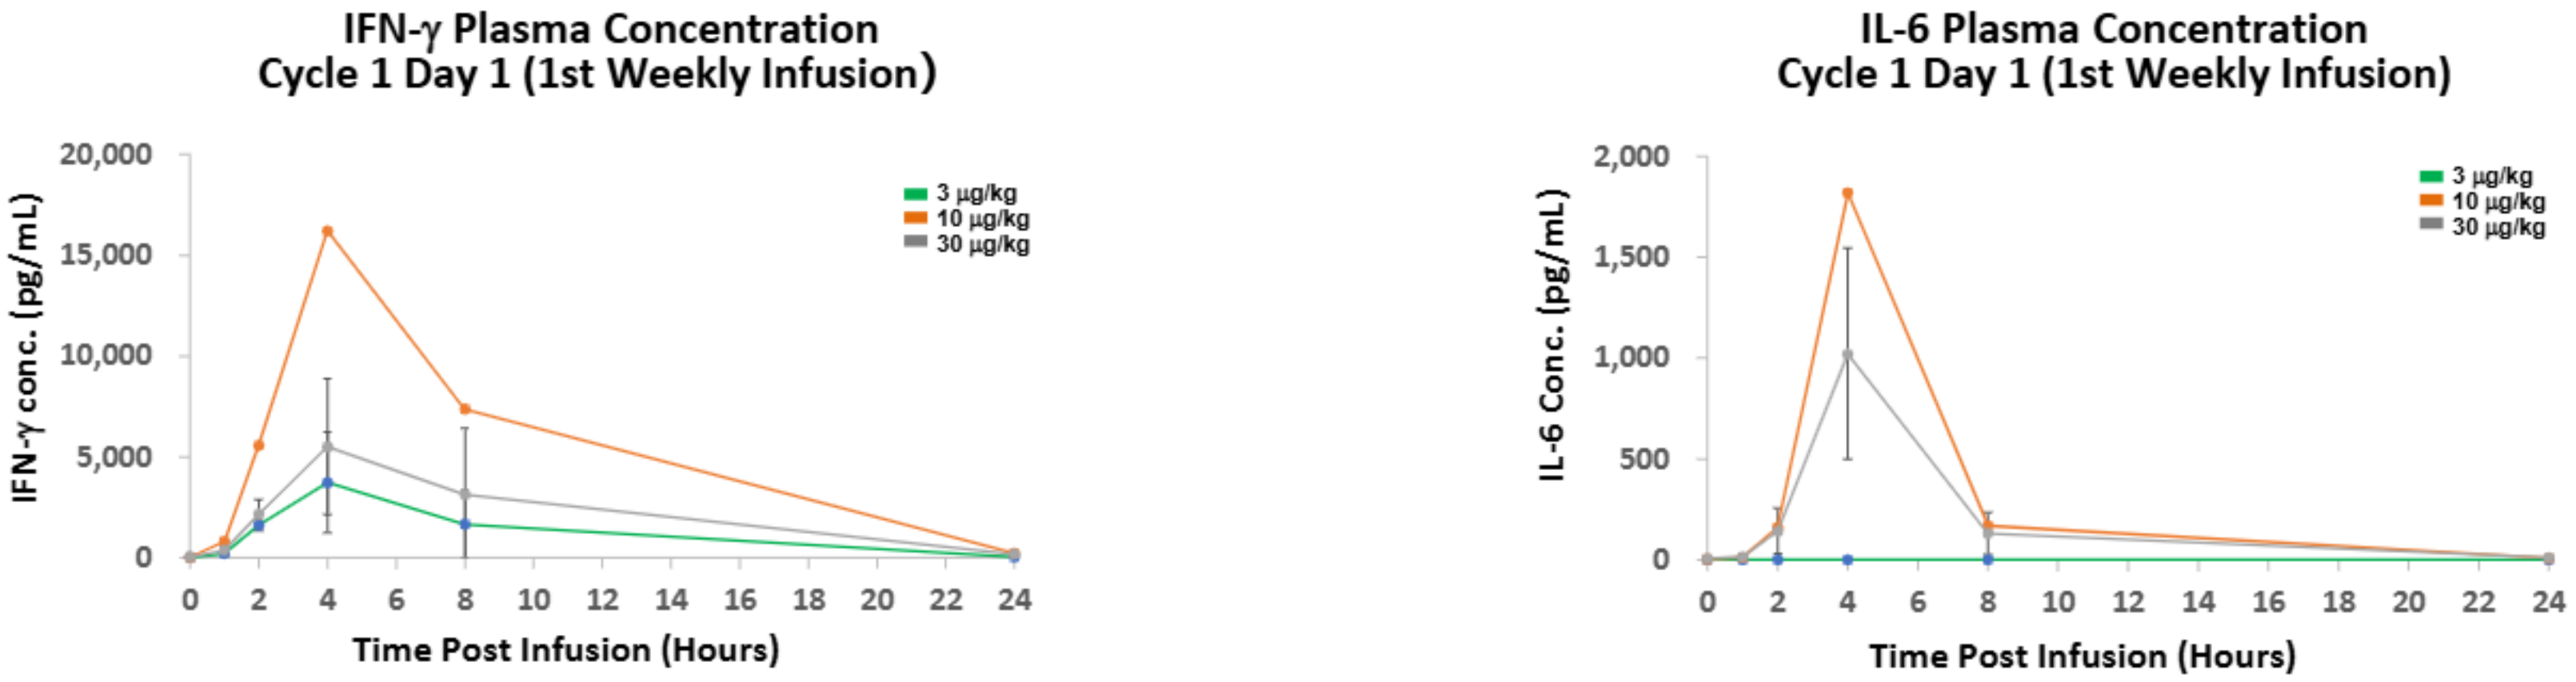 IFN-γ Plasma Concentration
Cycle 1 Day 1 (1st Weekly Infusion)
20,000
15,000
10,000
5,000
0
IFN-γ conc. (pg/mL)
3 μg/kg
10 μg/kg
30 μg/kg
0 2 4 6 8 10 12 14 16 18 20 22 24
Time Post Infusion (Hours)
IL-6 Plasma Concentration
Cycle 1 Day 1 (1st Weekly Infusion)
2,000
1,500
1,000
500
0
IL-6 Conc. (pg/mL)
3 μg/kg
10 μg/kg
30 μg/kg
0 2 4 6 8 10 12 14 16 18 20 22 24
Time Post Infusion (Hours)